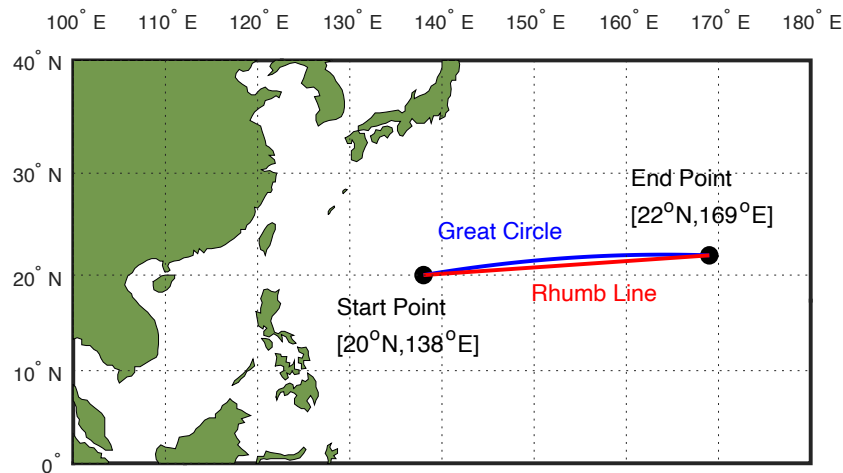 100° E 110° E 120° E 130° E 140° E 150° E 160° E 170° E 180° E
40° N
30° N
End Point
[22°N,169°E]
Great Circle
20° N
Rhumb Line
Start Point
[20°N,138°E]
10° N
0°